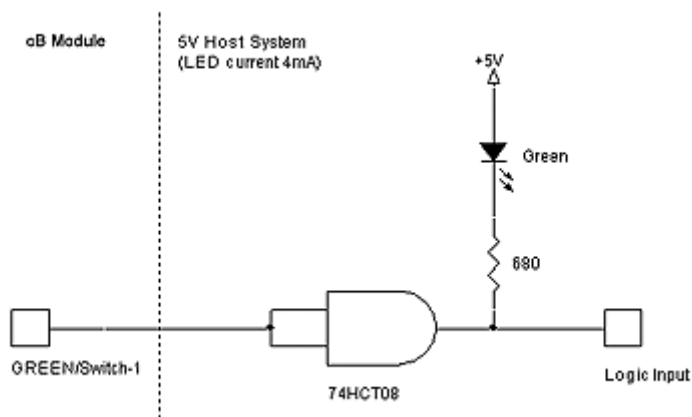 oB Module
5V Host System
(LED current 4mA)
+5V
Green
680
GREEN/Switch-1
74HCT08
Logic Input